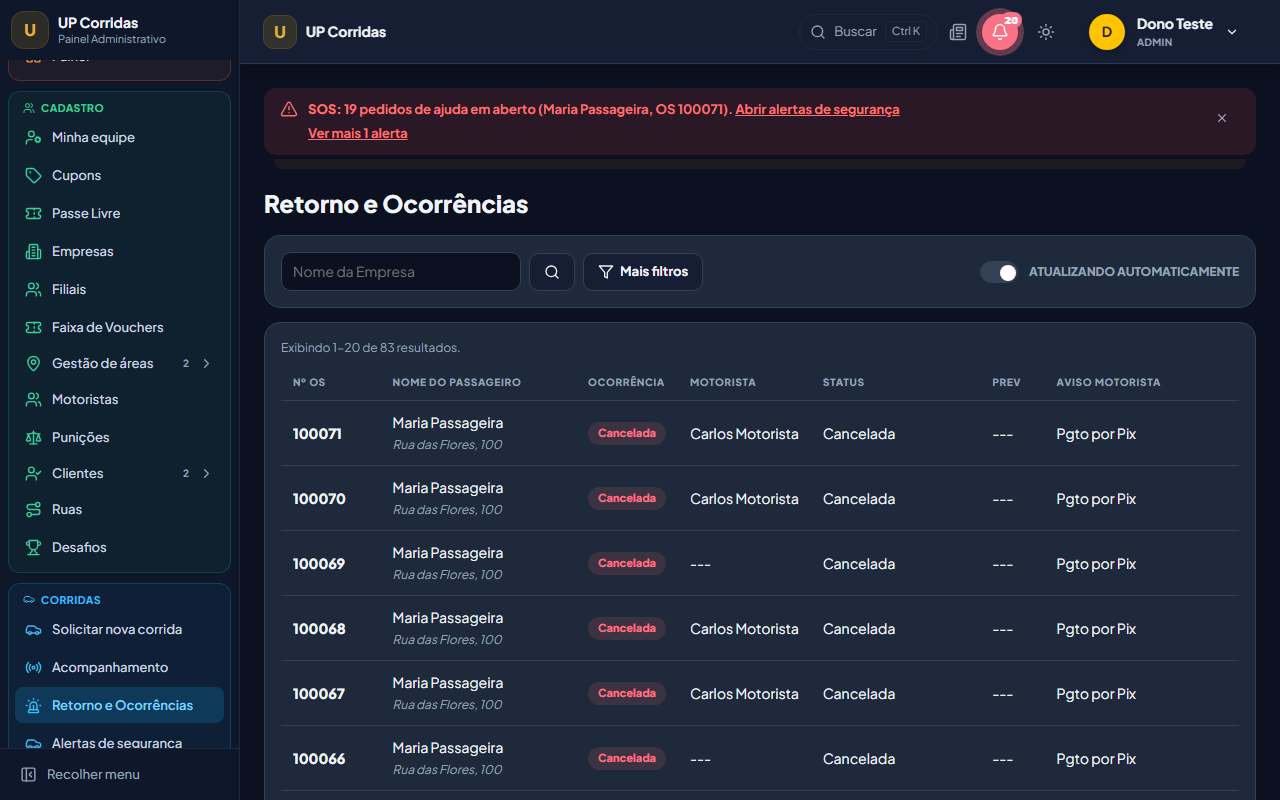 U
UP Corridas
Painel Administrativo
U
UP Corridas
Buscar
Ctrl K
20
D
Dono Teste
ADMIN
Painel
CADASTRO
Minha equipe
Cupons
Passe Livre
Empresas
Filiais
Faixa de Vouchers
Gestão de áreas 2
Motoristas
Punições
Clientes 2
Ruas
Desafios
CORRIDAS
Solicitar nova corrida
Acompanhamento
Retorno e Ocorrências
Alertas de segurança
Recolher menu
SOS: 19 pedidos de ajuda em aberto (Maria Passageira, OS 100071). Abrir alertas de segurança
Ver mais 1 alerta
Retorno e Ocorrências
Nome da Empresa
Mais filtros
ATUALIZANDO AUTOMATICAMENTE
Exibindo 1–20 de 83 resultados.
Nº OS NOME DO PASSAGEIRO OCORRÊNCIA MOTORISTA STATUS PREV AVISO MOTORISTA
100071 Maria Passageira Cancelada Carlos Motorista Cancelada --- Pgto por Pix
Rua das Flores, 100
100070 Maria Passageira Cancelada Carlos Motorista Cancelada --- Pgto por Pix
Rua das Flores, 100
100069 Maria Passageira Cancelada --- Cancelada --- Pgto por Pix
Rua das Flores, 100
100068 Maria Passageira Cancelada Carlos Motorista Cancelada --- Pgto por Pix
Rua das Flores, 100
100067 Maria Passageira Cancelada Carlos Motorista Cancelada --- Pgto por Pix
Rua das Flores, 100
100066 Maria Passageira Cancelada --- Cancelada --- Pgto por Pix
Rua das Flores, 100